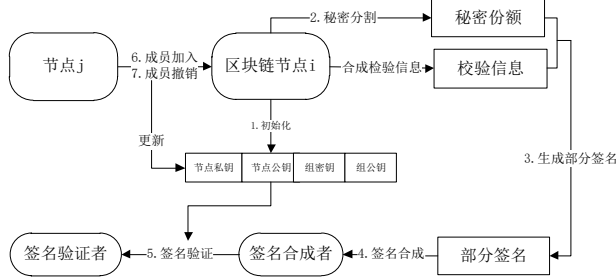 2.秘密分割
秘密份额
节点j
6.成员加入
7.成员撤销
区块链节点i
合成检验信息
校验信息
1.初始化
更新
3.生成部分签名
节点私钥
节点公钥
组密钥
组公钥
签名验证者
5.签名验证
签名合成者
4.签名合成
部分签名